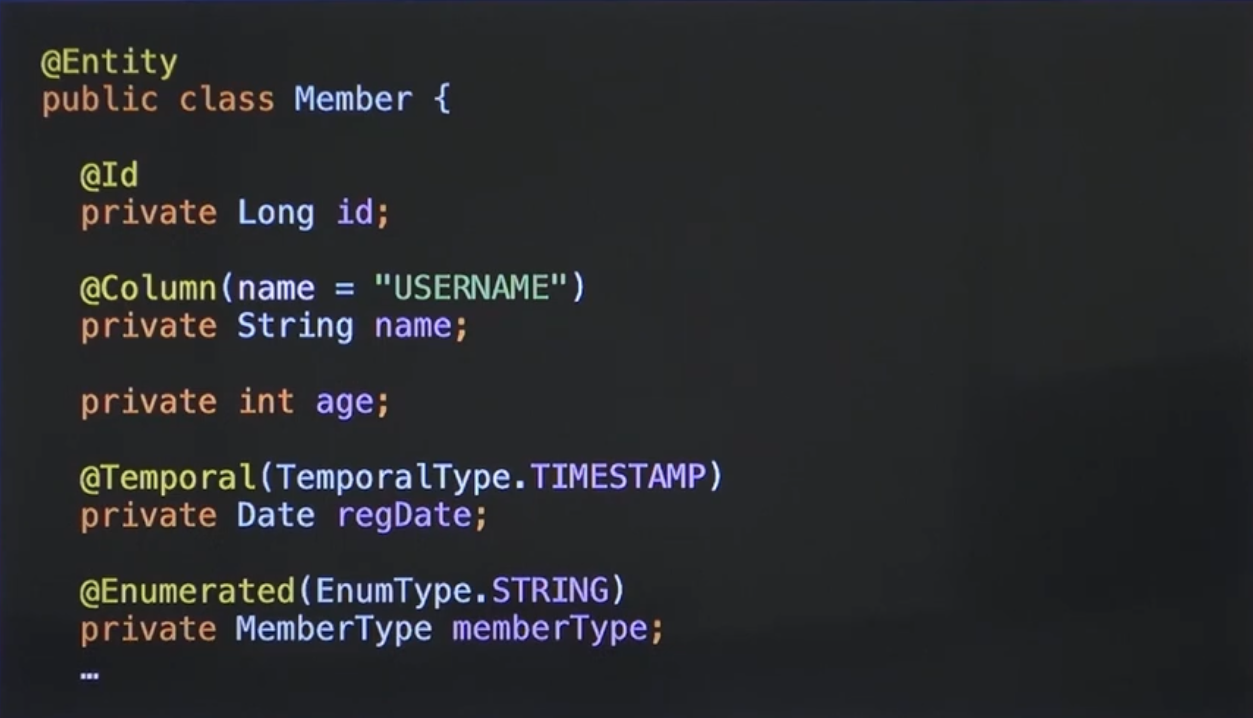 @Entity
public class Member {
@Id
private Long id;
@Column(name = "USERNAME")
private String name;
private int age;
@Temporal(TemporalType.TIMESTAMP)
private Date regDate;
@Enumerated(EnumType.STRING)
private MemberType memberType;
…